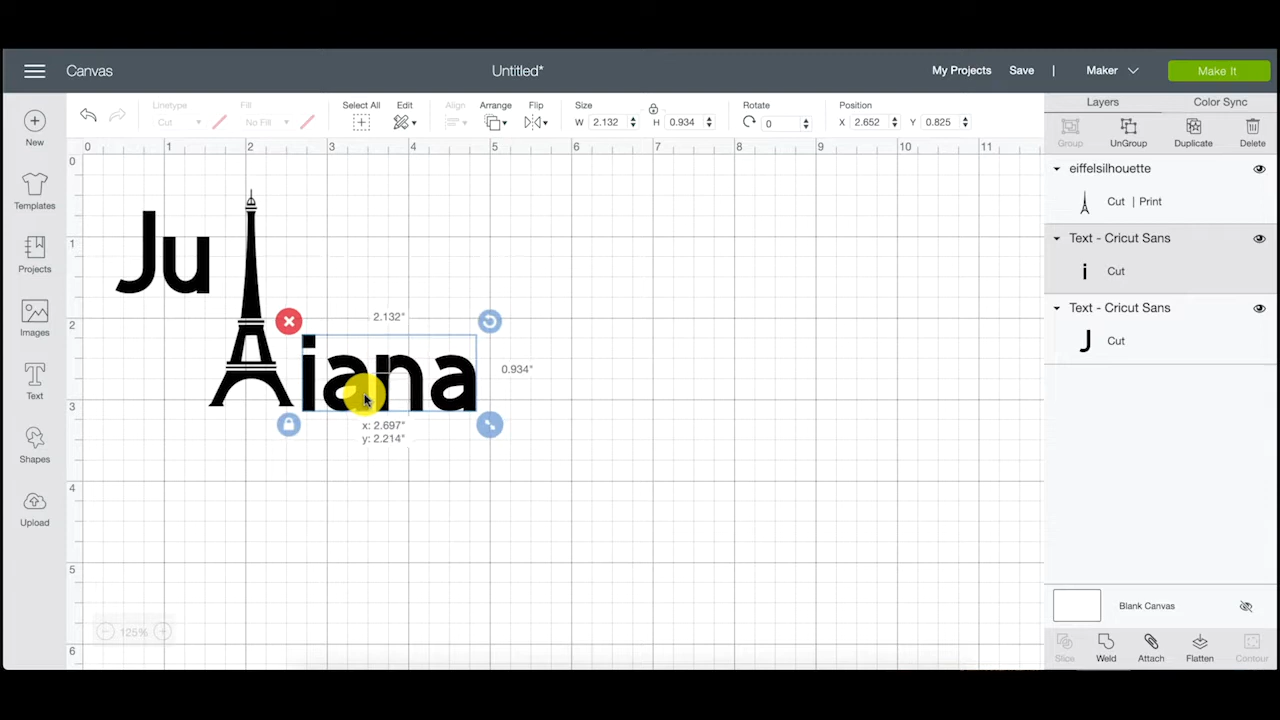 Canvas
Untitled*
My Projects
Save
|
Maker
Make It
Linetype
Cut
Fill
No Fill
Select All
Edit
Align
Arrange
Flip
Size
W 2.132
H 0.934
Rotate
0
Position
X 2.652
Y 0.825
Layers
Color Sync
Group
UnGroup
Duplicate
Delete
New
Templates
Projects
Images
Text
Shapes
Upload
0 1 2 3 4 5 6 7 8 9 10 11
0
1
2
3
4
5
6
Ju
iana
2.132"
0.934"
x: 2.697"
y: 2.214"
125%
eiffelsilhouette
Cut | Print
Text - Cricut Sans
i Cut
Text - Cricut Sans
J Cut
Blank Canvas
Slice
Weld
Attach
Flatten
Contour